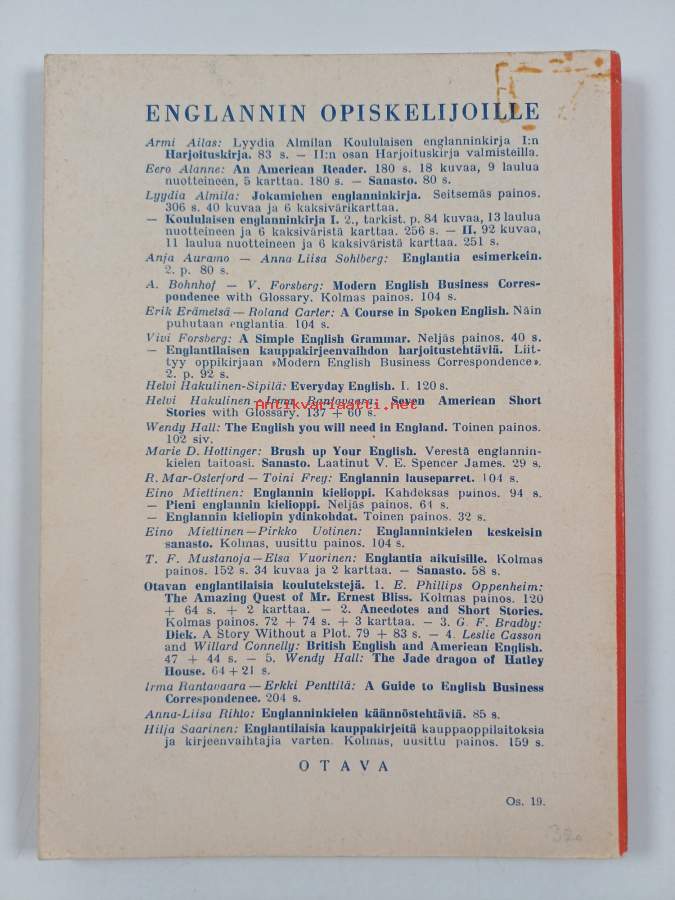 ENGLANNIN OPISKELIJOILLE
Armi Ailas: Lyydia Almilan Koululaisen englanninkirja I:n
Harjoituskirja. 83 s. — II:n osan Harjoituskirja valmisteilla.
Eero Alanne: An American Reader. 180 s. 18 kuvaa, 9 laulua
nuotteineen, 5 karttaa. 180 s. — Sanasto. 80 s.
Lyydia Almila: Jokamiehen englanninkirja. Seitsemäs painos.
306 s. 40 kuvaa ja 6 kaksivärikarttaa.
— Koululaisen englanninkirja I. 2., tarkist. p. 84 kuvaa, 13 laulua
nuotteineen ja 6 kaksiväristä karttaa. 256 s. — II. 92 kuvaa,
11 laulua nuotteineen ja 6 kaksiväristä karttaa. 251 s.
Anja Auramo — Anna-Liisa Sohlberg: Englantia esimerkein.
2. p. 80 s.
A. Bohnhof — V. Forsberg: Modern English Business Corres-
pondence with Glossary. Kolmas painos. 104 s.
Erik Erämetsä — Roland Carter: A Course in Spoken English. Näin
puhutaan englantia. 104 s.
Vivi Forsberg: A Simple English Grammar. Neljäs painos. 40 s.
— Englantilaisen kauppakirjeenvaihdon harjoitustehtäviä. Liit-
tyy oppikirjaan »Modern English Business Correspondence».
2. p. 92 s.
Helvi Hakulinen-Sipilä: Everyday English. I. 120 s.
Helvi Hakulinen—Irma Rantavaara: Seven American Short
Stories with Glossary. 137 + 60 s.
Antikvariaatti.net
Wendy Hall: The English you will need in England. Toinen painos.
102 siv.
Marie D. Hottinger: Brush up Your English. Verestä englannin-
kielen taitoasi. Sanasto. Laatinut V. E. Spencer James. 29 s.
R. Mar-Osterford — Toini Frey: Englannin lauseparret. 104 s.
Eino Miettinen: Englannin kielioppi. Kahdeksas painos. 94 s.
— Pieni englannin kielioppi. Neljäs painos. 64 s.
— Englannin kieliopin ydinkohdat. Toinen painos. 32 s.
Eino Miettinen—Pirkko Uotinen: Englanninkielen keskeisin
sanasto. Kolmas, uusittu painos. 104 s.
T. F. Mustanoja—Elsa Vuorinen: Englantia aikuisille. Kolmas
painos. 152 s. 34 kuvaa ja 2 karttaa. — Sanasto. 58 s.
Otavan englantilaisia koulutekstejä. 1. E. Phillips Oppenheim:
The Amazing Quest of Mr. Ernest Bliss. Kolmas painos. 120
+ 64 s. + 2 karttaa. — 2. Anecdotes and Short Stories.
Kolmas painos. 72 + 74 s. + 3 karttaa. — 3. G. F. Bradby:
Dick. A Story Without a Plot. 79 + 83 s. — 4. Leslie Casson
and Willard Connelly: British English and American English.
47 + 44 s. — 5. Wendy Hall: The Jade dragon of Hatley
House. 64 + 21 s.
Irma Rantavaara — Erkki Penttilä: A Guide to English Business
Correspondence. 204 s.
Anna-Liisa Rihlo: Englanninkielen käännöstehtäviä. 85 s.
Hilja Saarinen: Englantilaisia kauppakirjeitä kauppaoppilaitoksia
ja kirjeenvaihtajia varten. Kolmas, uusittu painos. 159 s.
OTAVA
Os. 19.